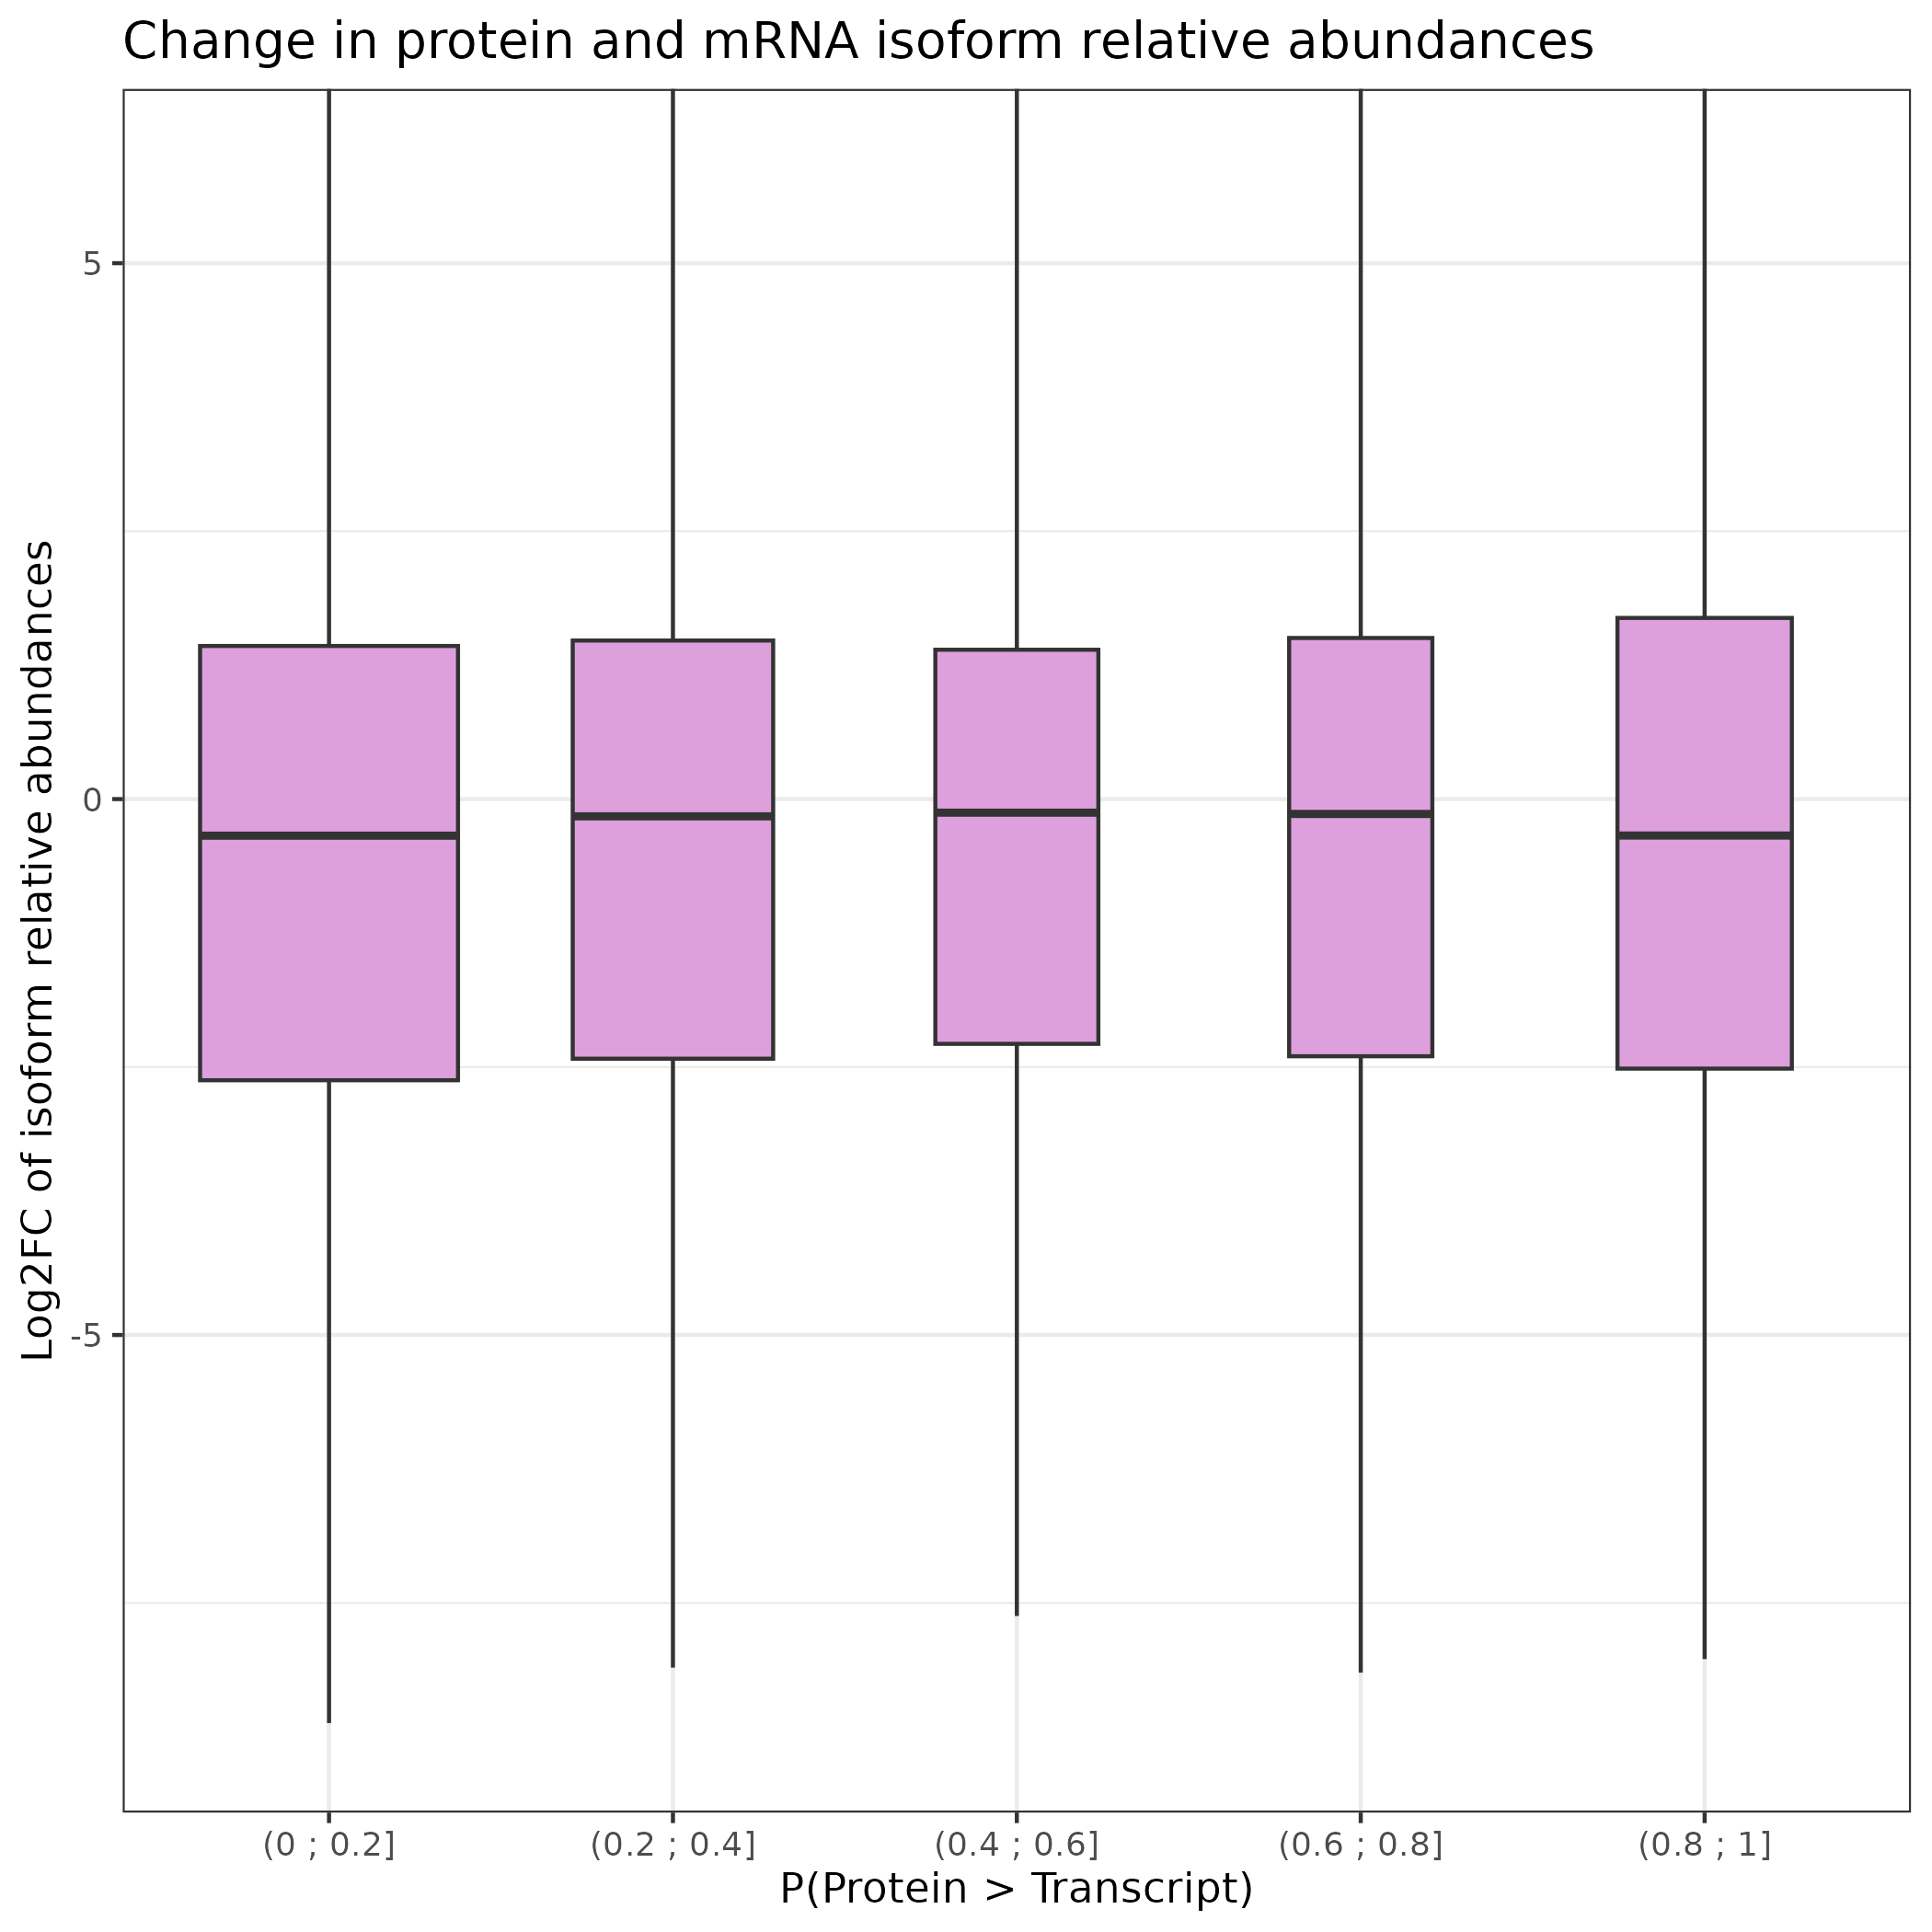 Change in protein and mRNA isoform relative abundances
Log2FC of isoform relative abundances
5
0
-5
(0 ; 0.2]
(0.2 ; 0.4]
(0.4 ; 0.6]
(0.6 ; 0.8]
(0.8 ; 1]
P(Protein > Transcript)